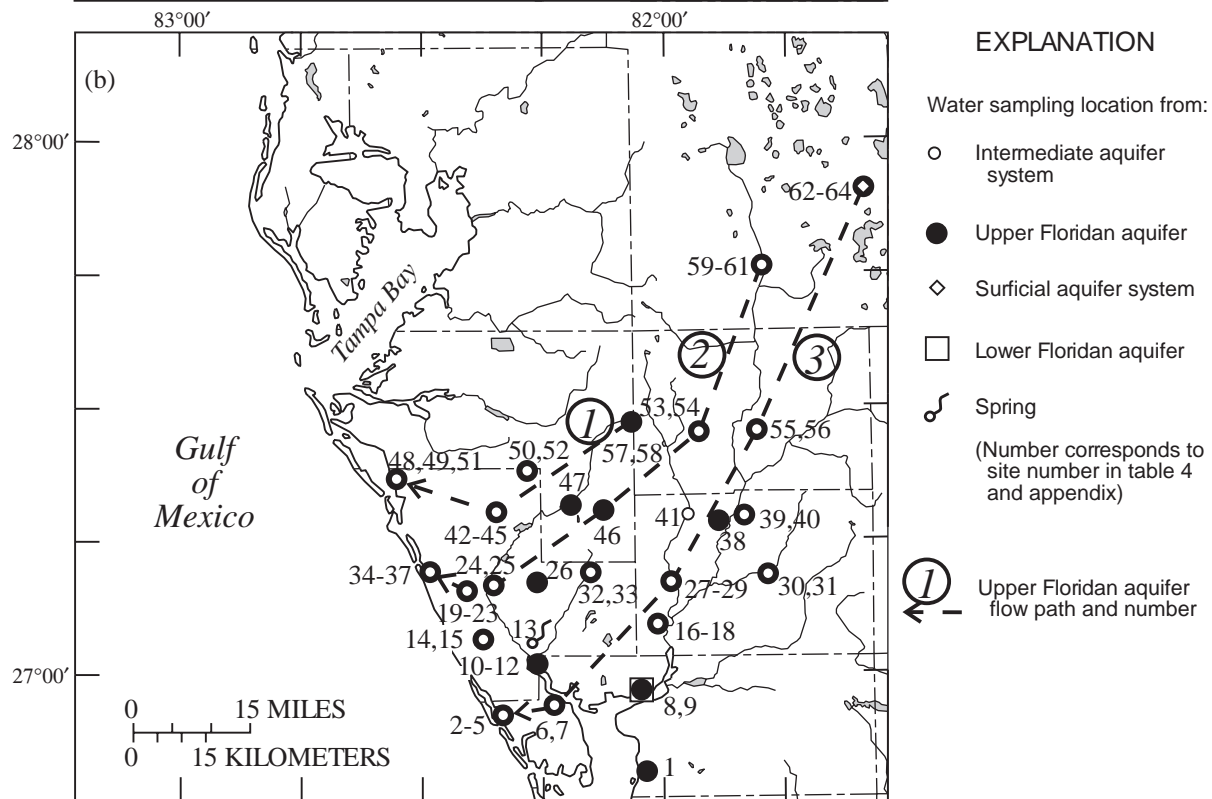 83°00′
82°00′
(b)
28°00′
27°00′
Tampa Bay
Gulf
of
Mexico
62-64
59-61
2
3
1
53,54
57,58
55,56
50,52
48,49,51
47
46
42-45
41
39,40
38
34-37
24,25
26
32,33
27-29
30,31
19-23
13
14,15
16-18
10-12
8,9
2-5
6,7
1
0 15 MILES
0 15 KILOMETERS
EXPLANATION
Water sampling location from:
Intermediate aquifer
system
Upper Floridan aquifer
Surficial aquifer system
Lower Floridan aquifer
Spring
(Number corresponds to
site number in table 4
and appendix)
1
Upper Floridan aquifer
flow path and number